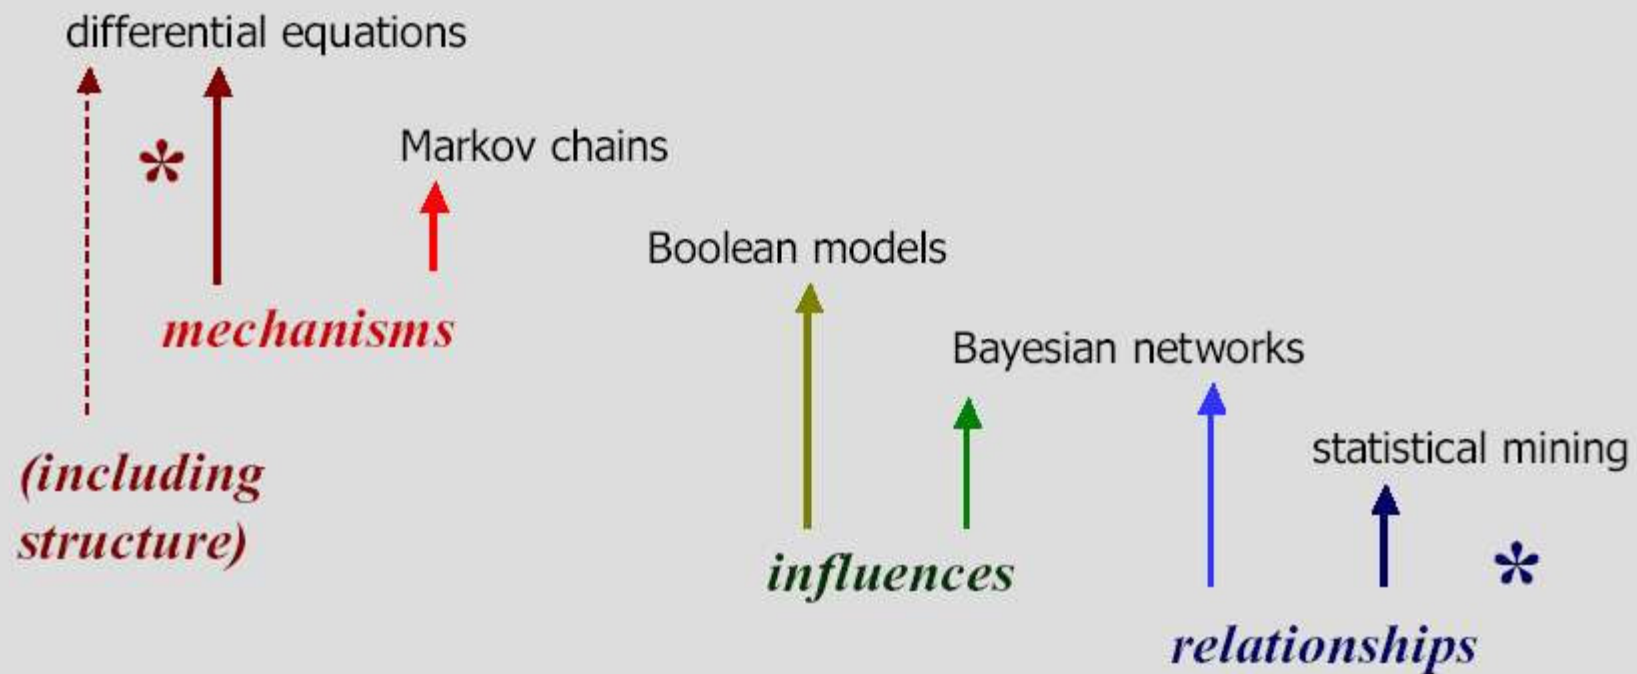 differential equations
*
Markov chains
Boolean models
mechanisms
Bayesian networks
statistical mining
(including
structure)
influences
*
relationships